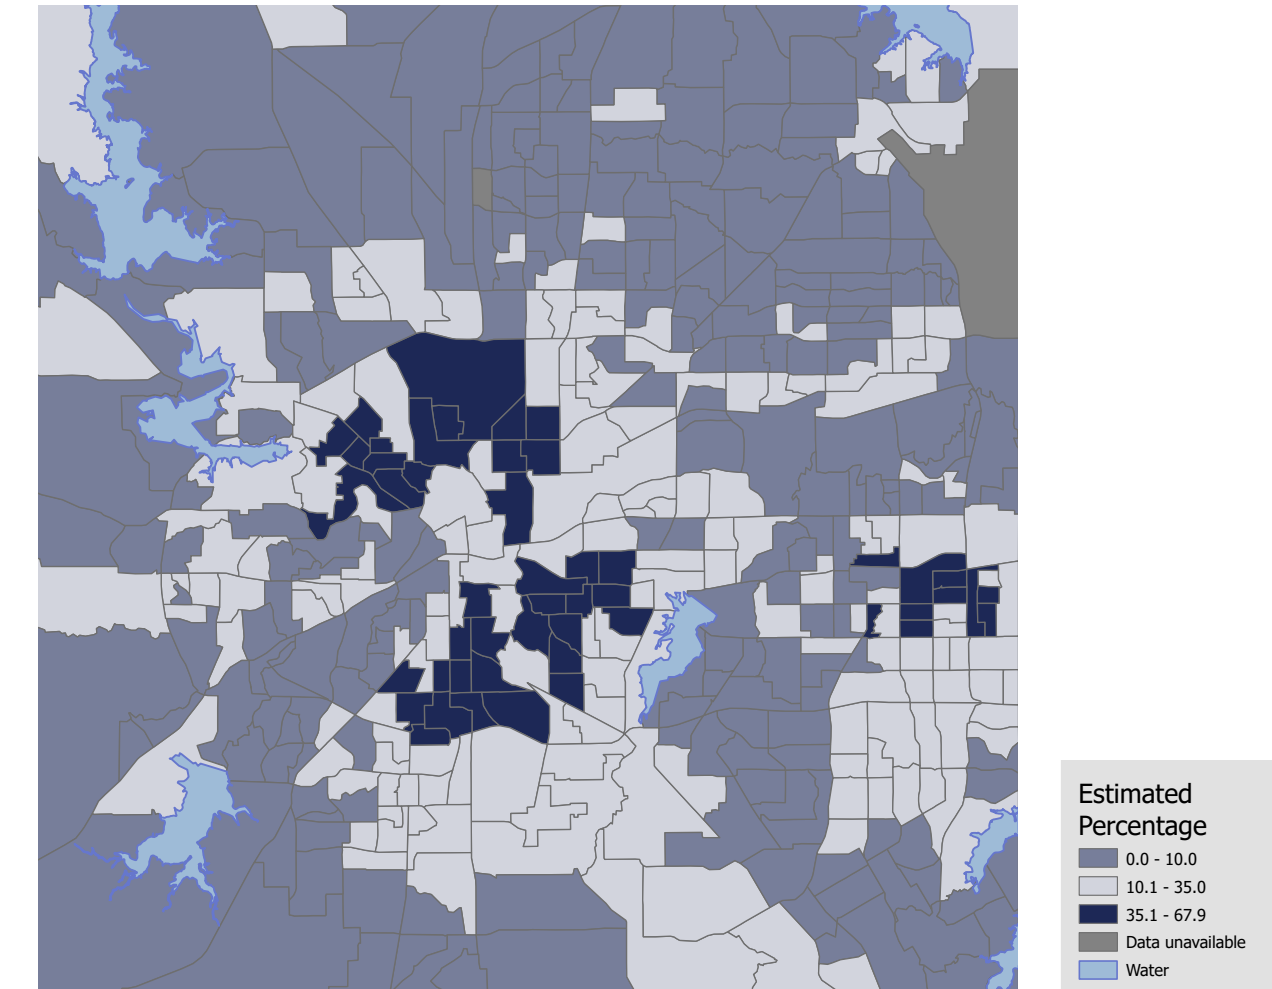 Estimated
Percentage
0.0 - 10.0
10.1 - 35.0
35.1 - 67.9
Data unavailable
Water